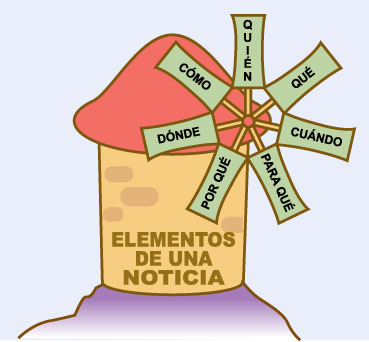 QUIÉN
QUÉ
CUÁNDO
PARA QUÉ
POR QUÉ
DÓNDE
CÓMO
ELEMENTOS
DE UNA
NOTICIA